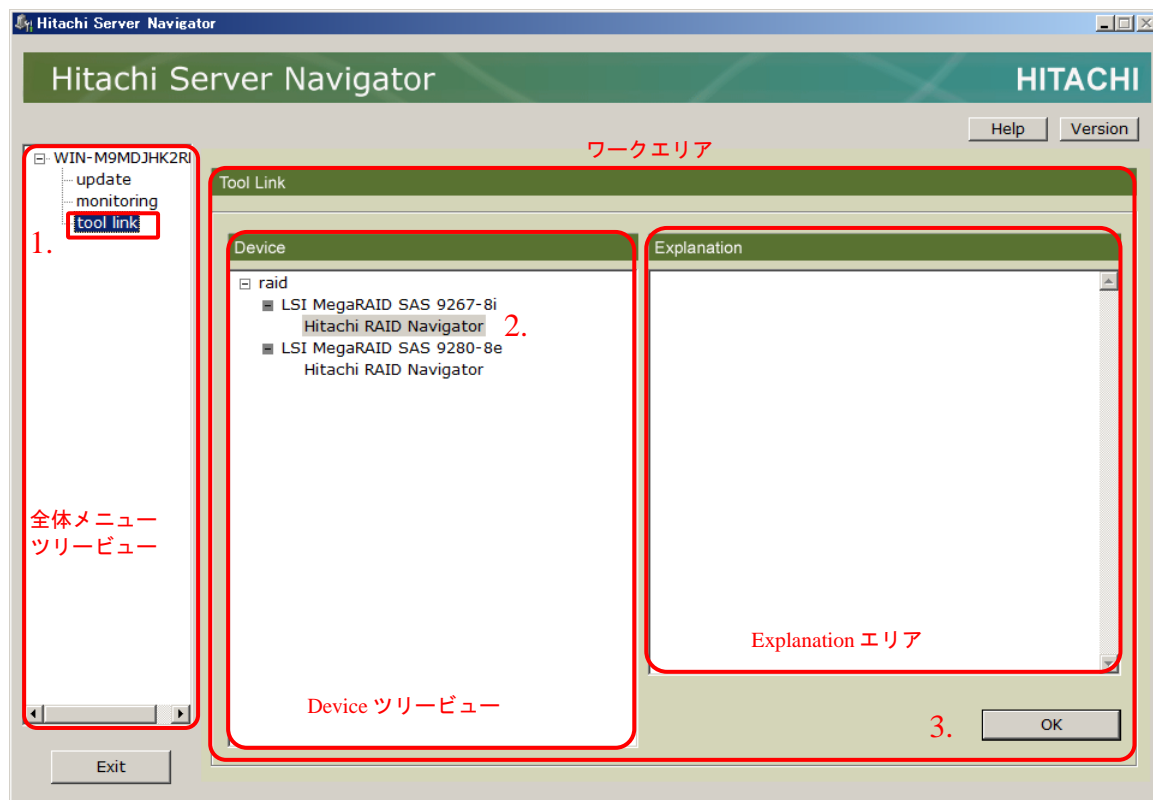 Hitachi Server Navigator
Hitachi Server Navigator
HITACHI
Help
Version
ワークエリア
WIN-M9MDJHK2R
update
monitoring
tool link
1.
全体メニュー
ツリービュー
Tool Link
Device
raid
LSI MegaRAID SAS 9267-8i
Hitachi RAID Navigator
2.
LSI MegaRAID SAS 9280-8e
Hitachi RAID Navigator
Device ツリービュー
Explanation
Explanation エリア
3.
OK
Exit